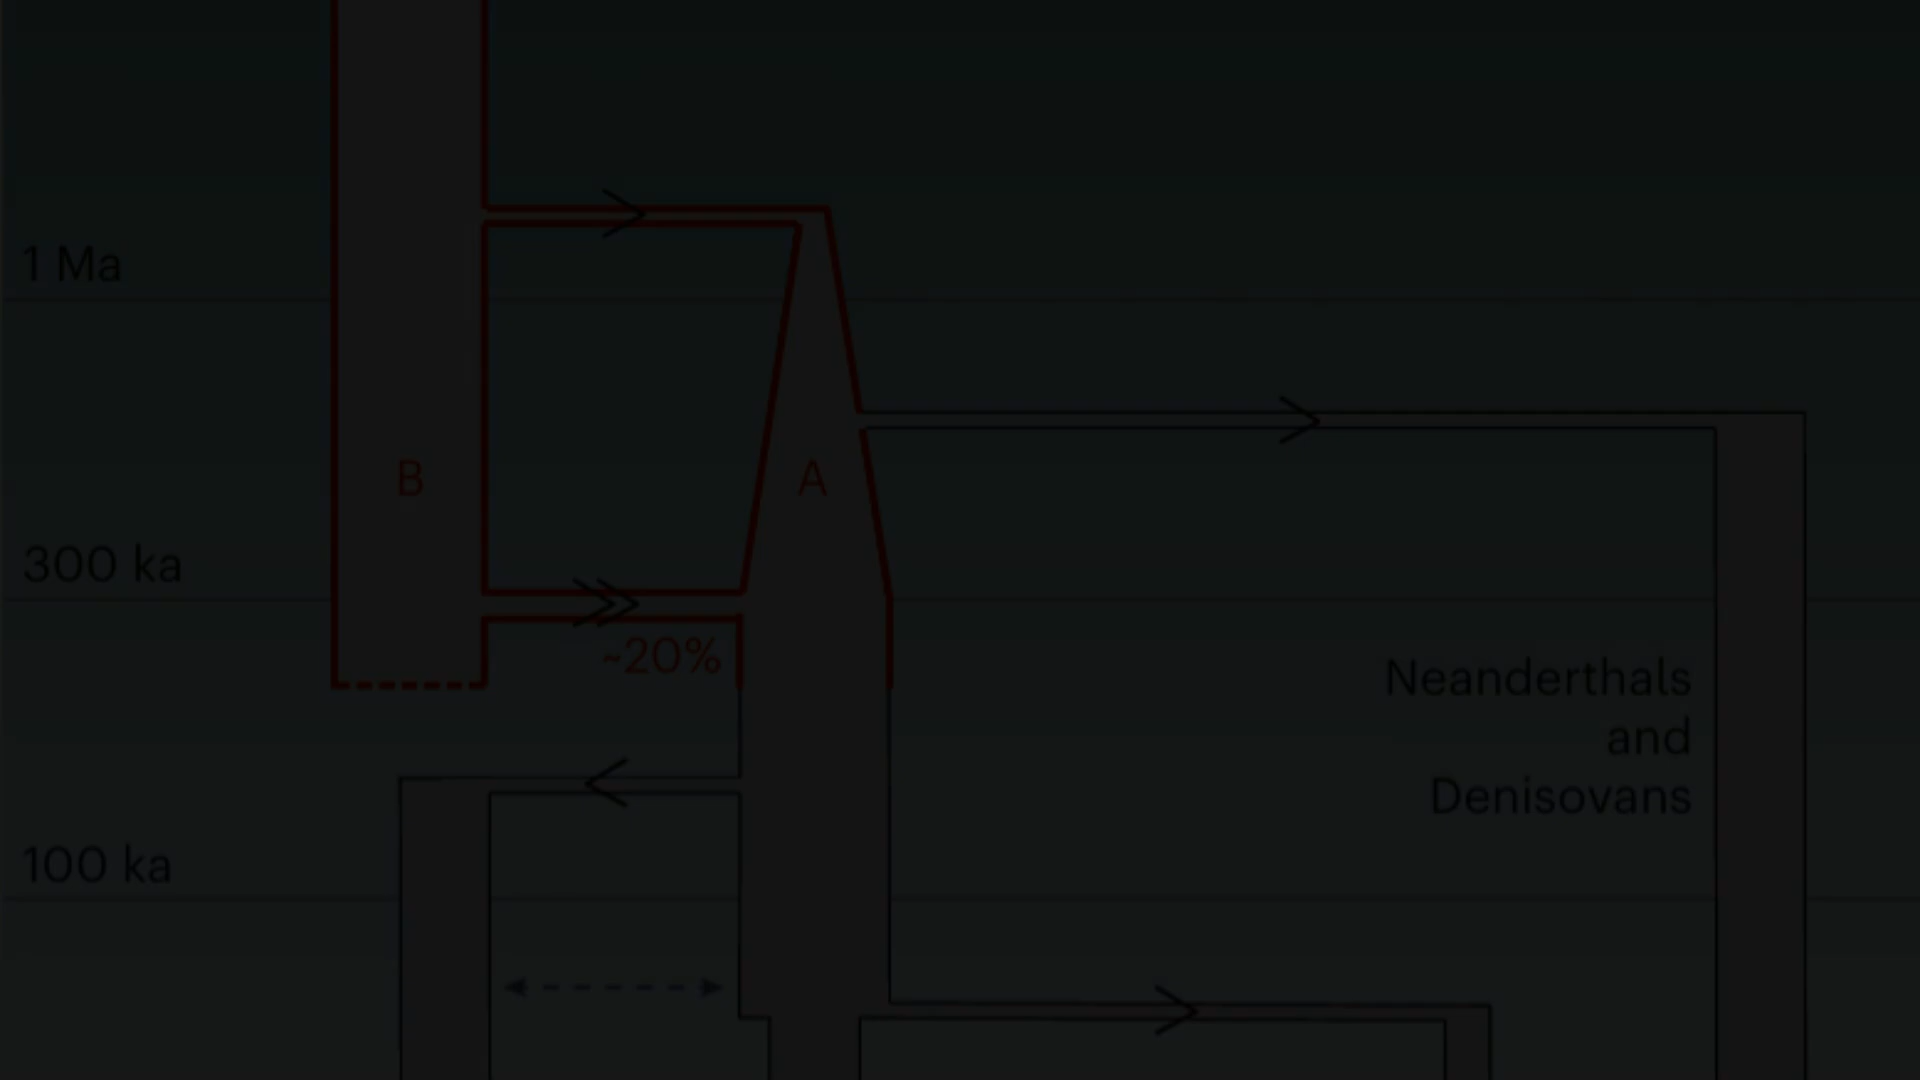 1 Ma
B
A
300 ka
~20%
Neanderthals
and
Denisovans
100 ka